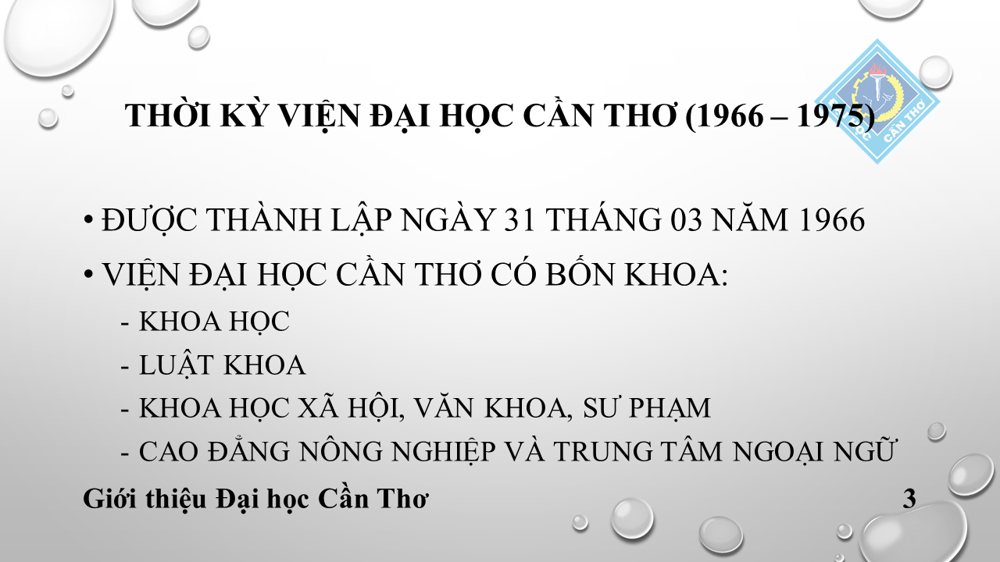 THỜI KỲ VIỆN ĐẠI HỌC CẦN THƠ (1966 – 1975)
HỌC CẦN THƠ
• ĐƯỢC THÀNH LẬP NGÀY 31 THÁNG 03 NĂM 1966
• VIỆN ĐẠI HỌC CẦN THƠ CÓ BỐN KHOA:
- KHOA HỌC
- LUẬT KHOA
- KHOA HỌC XÃ HỘI, VĂN KHOA, SƯ PHẠM
- CAO ĐẲNG NÔNG NGHIỆP VÀ TRUNG TÂM NGOẠI NGỮ
Giới thiệu Đại học Cần Thơ
3